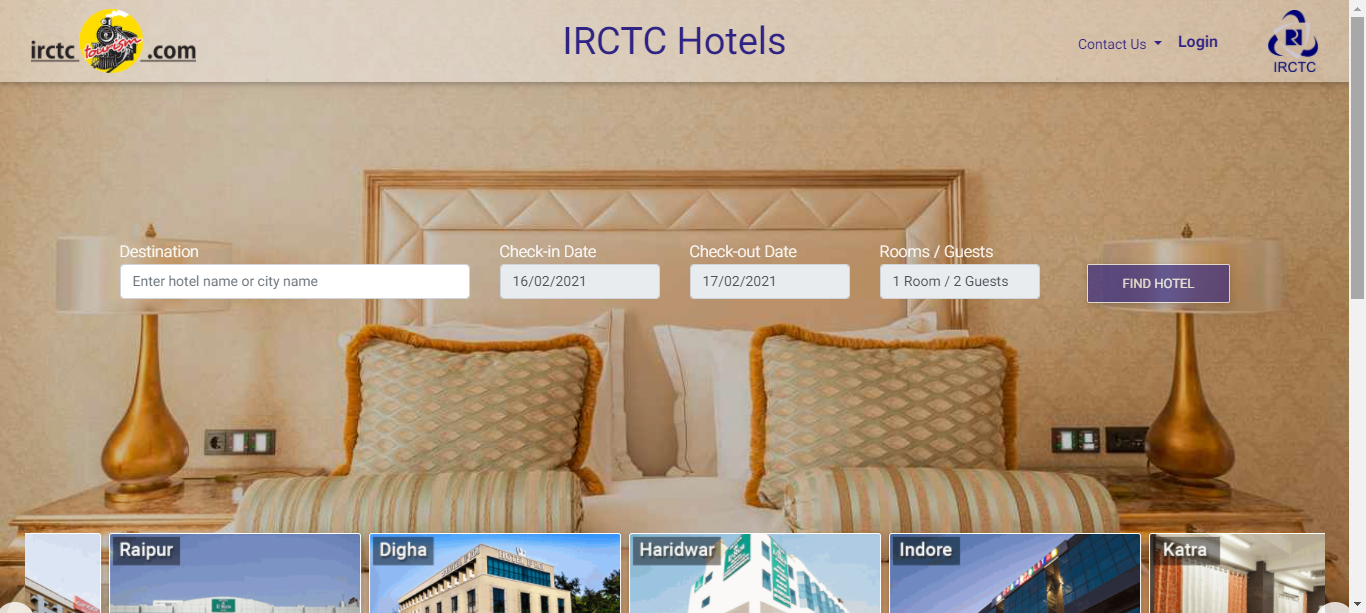 irctc tourism .com
IRCTC Hotels
Contact Us
Login
IRCTC
Destination
Check-in Date
Check-out Date
Rooms / Guests
Enter hotel name or city name
16/02/2021
17/02/2021
1 Room / 2 Guests
FIND HOTEL
Raipur
Digha
Haridwar
Indore
Katra